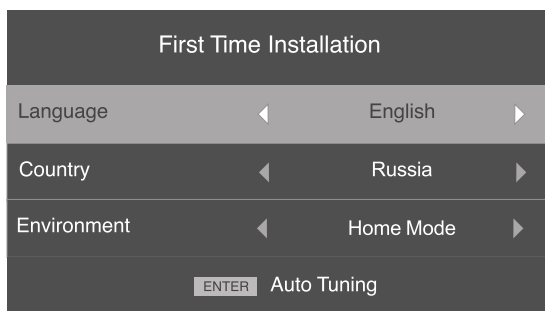 First Time Installation
Language English
Country Russia
Environment Home Mode
ENTER Auto Tuning